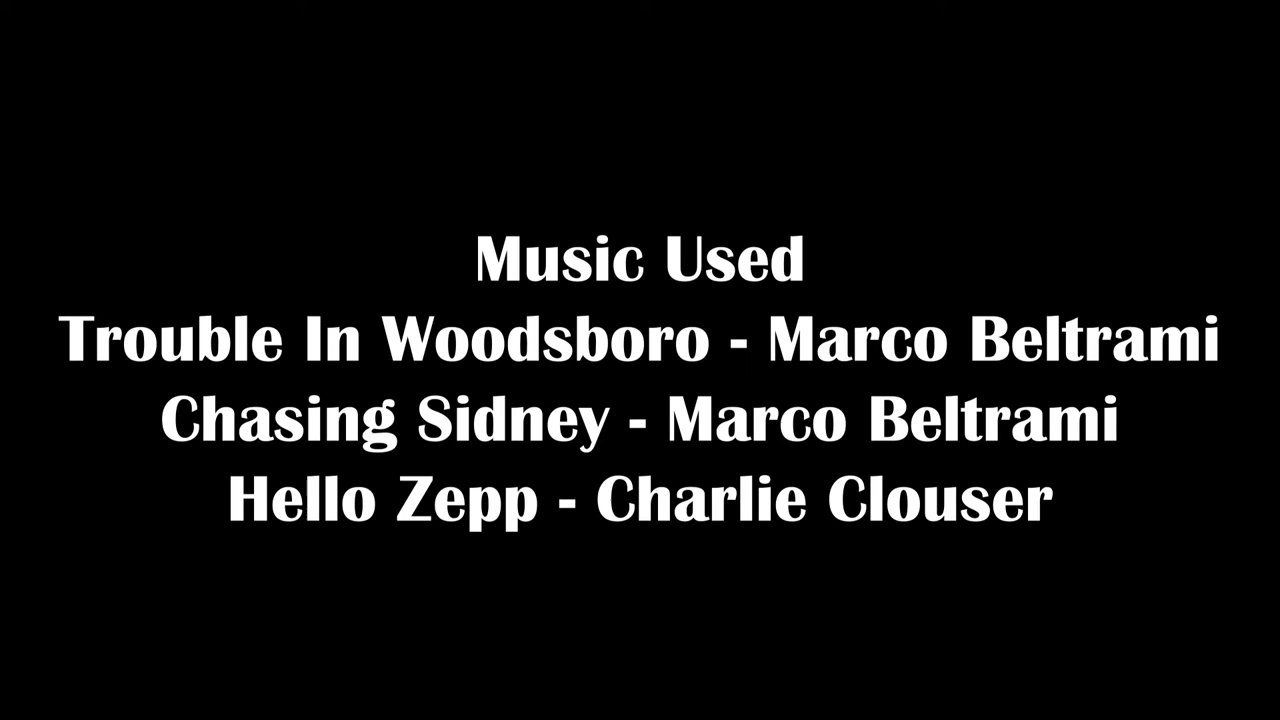 Music Used
Trouble In Woodsboro - Marco Beltrami
Chasing Sidney - Marco Beltrami
Hello Zepp - Charlie Clouser